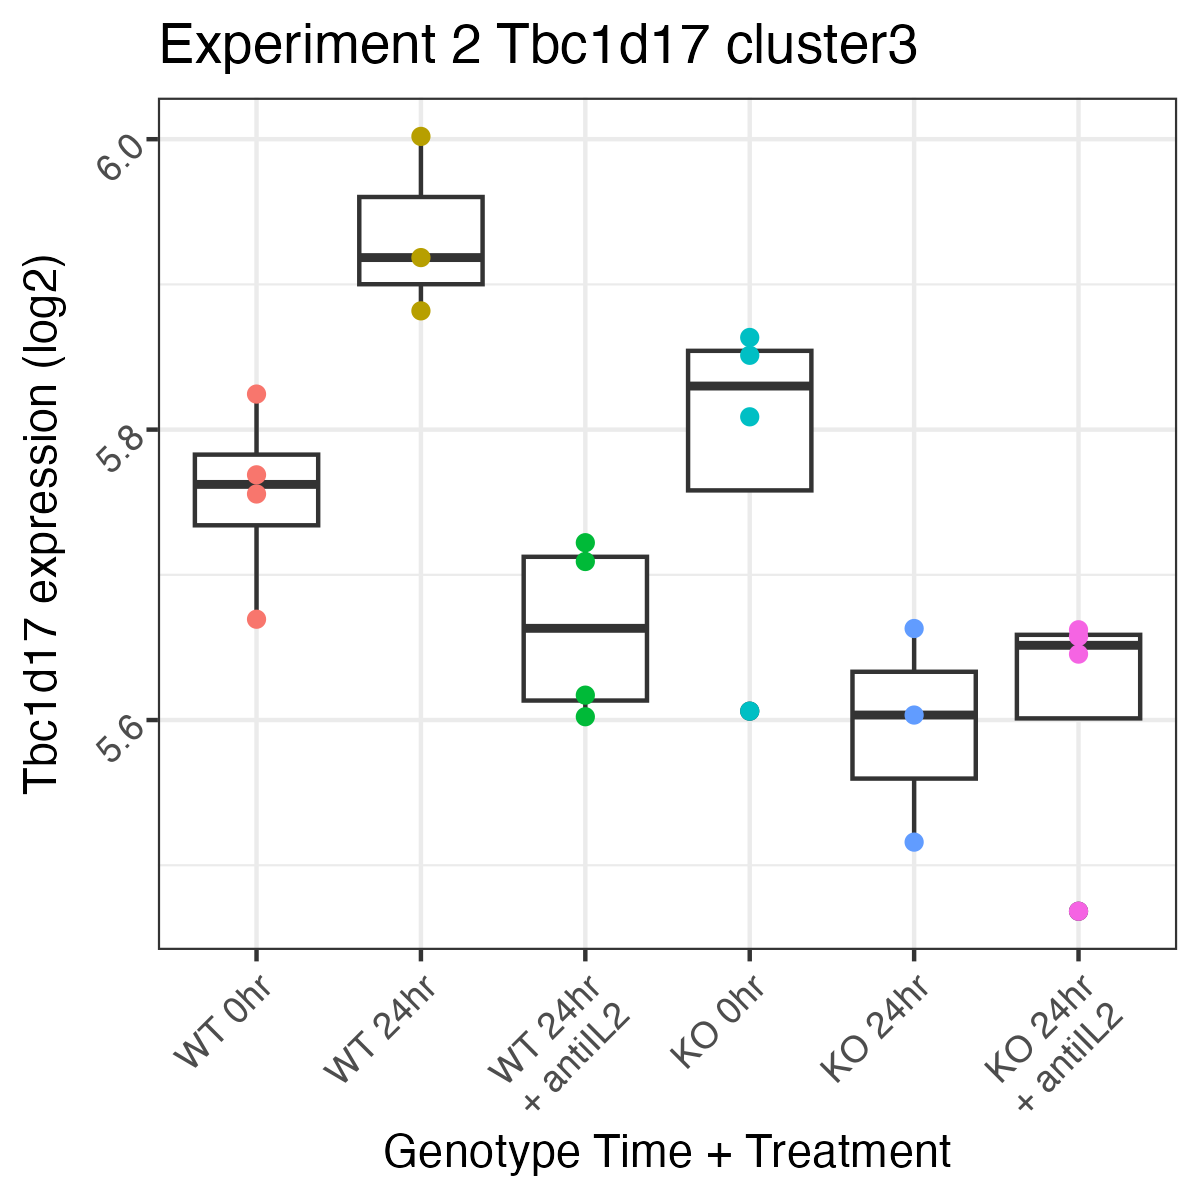 Experiment 2 Tbc1d17 cluster3
Tbc1d17 expression (log2)
6.0
5.8
5.6
WT 0hr
WT 24hr
WT 24hr
+ antiIL2
KO 0hr
KO 24hr
KO 24hr
+ antiIL2
Genotype Time + Treatment